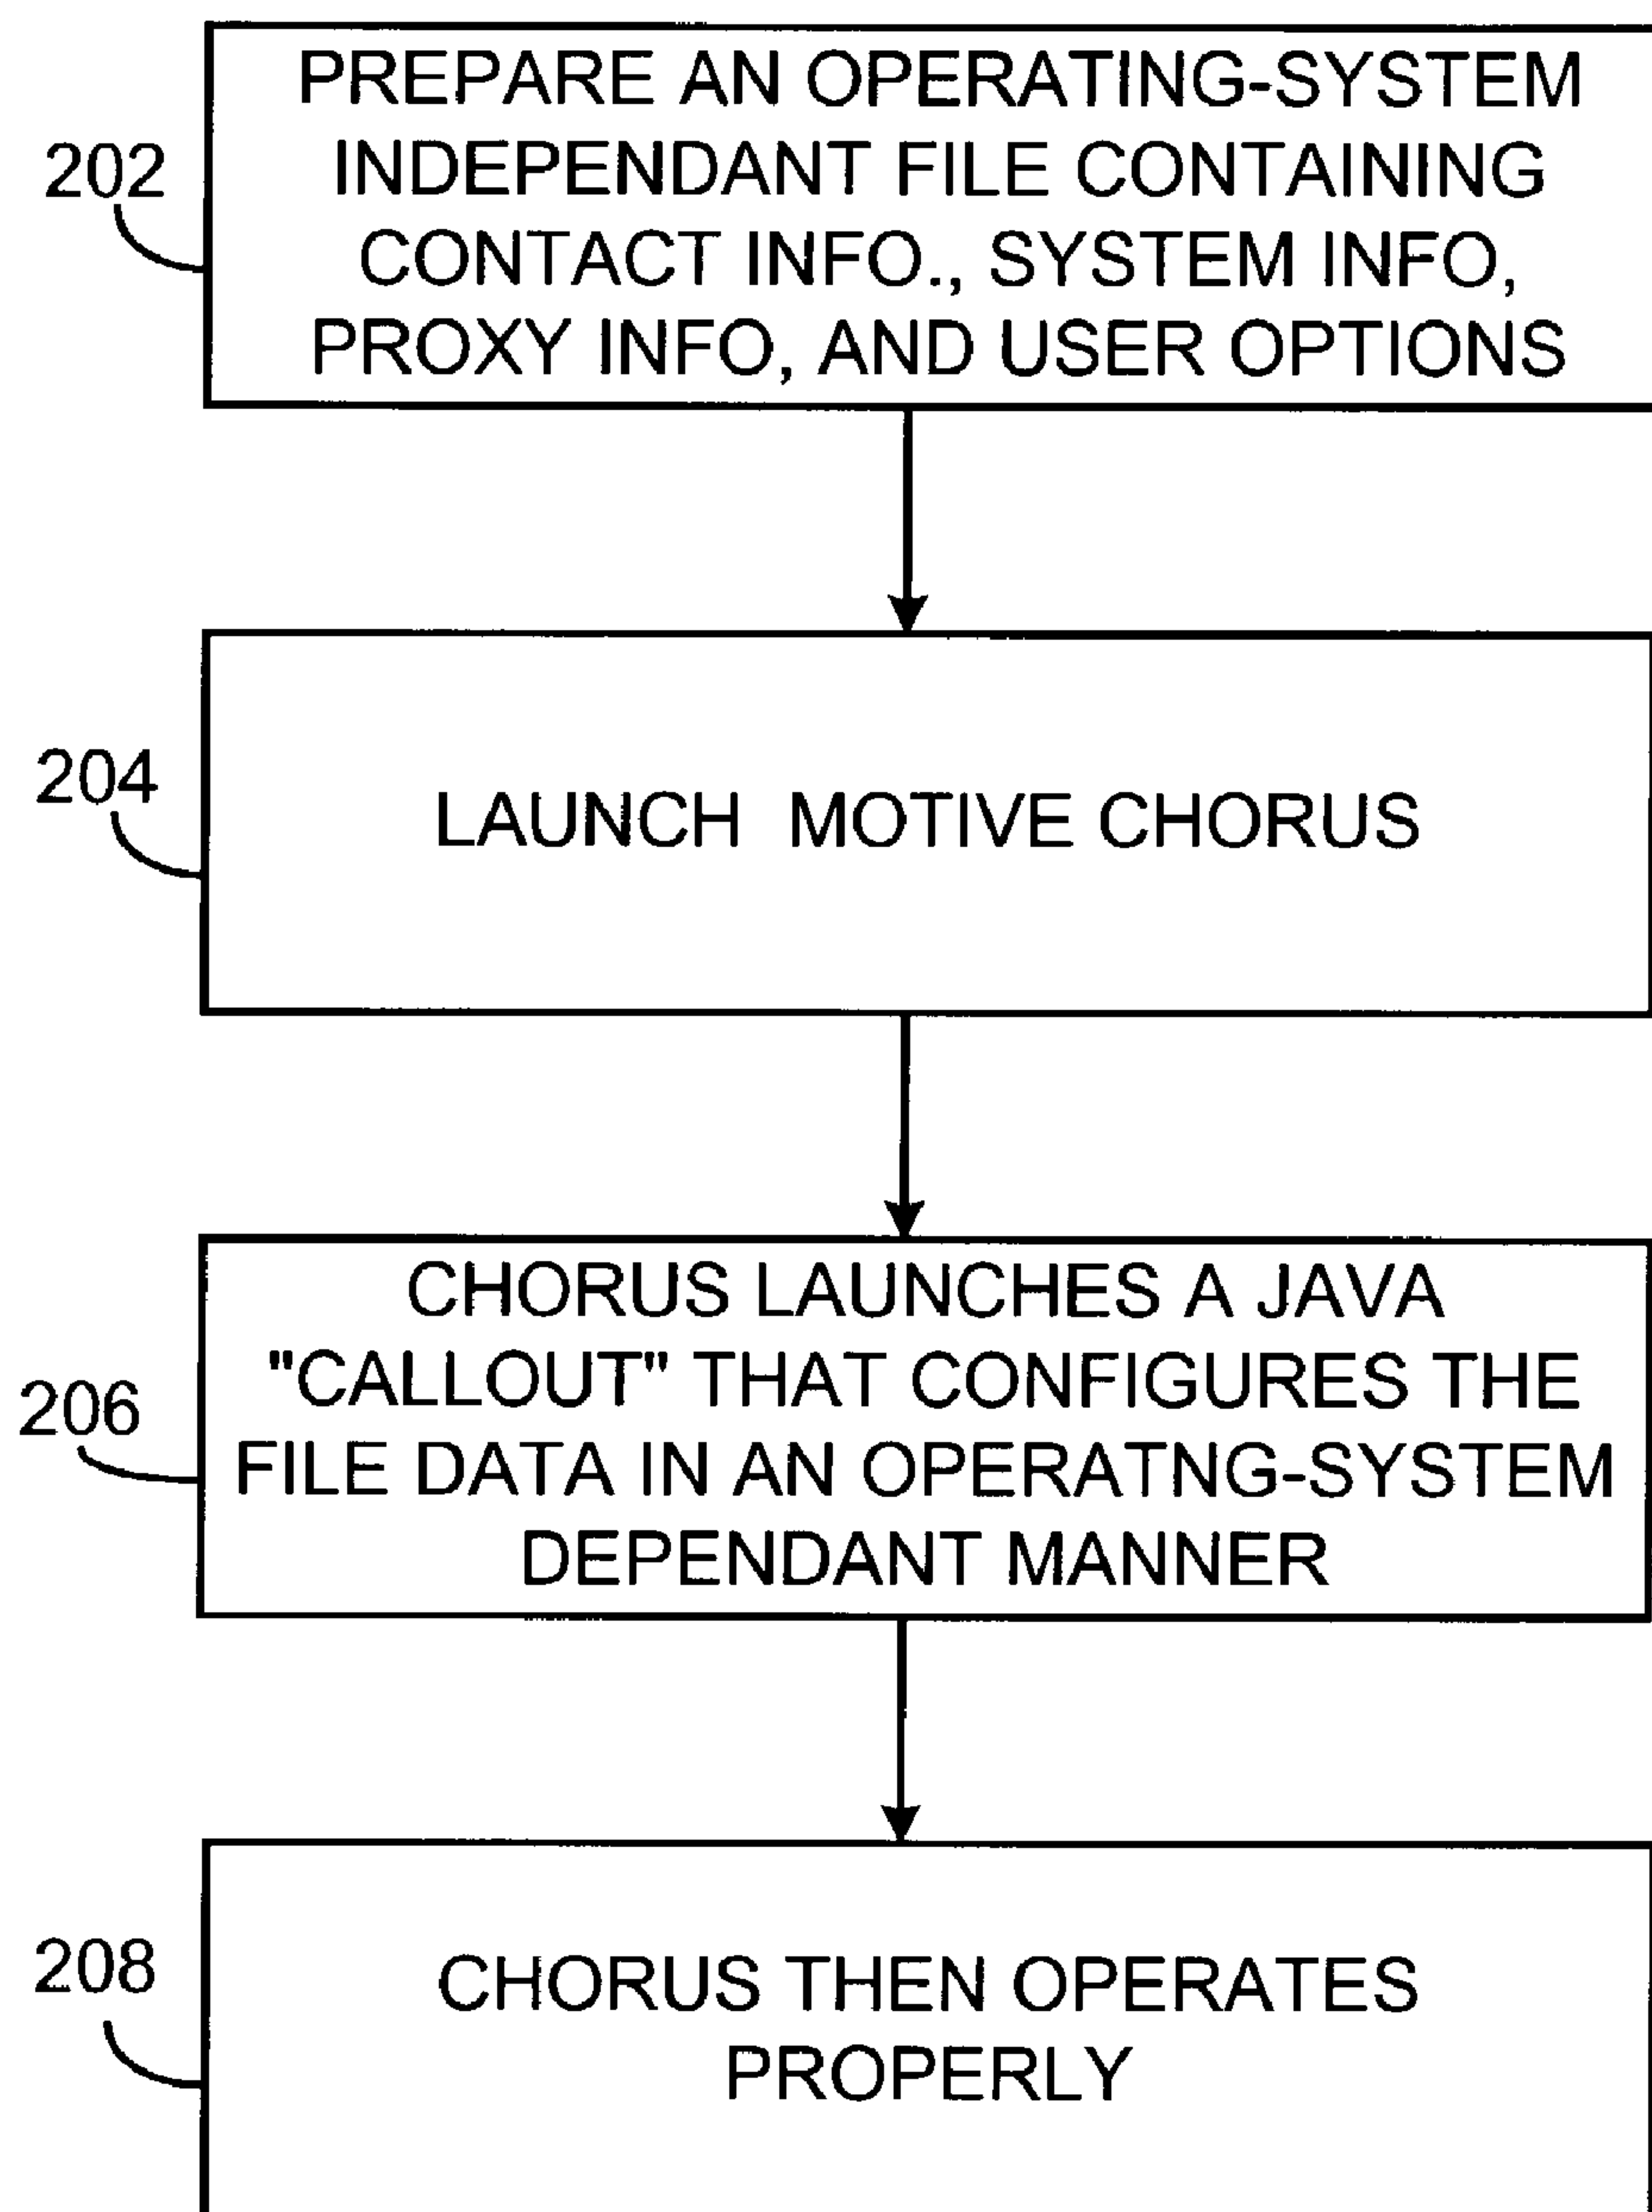 PREPARE AN OPERATING-SYSTEM
INDEPENDANT FILE CONTAINING
CONTACT INFO., SYSTEM INFO,
PROXY INFO, AND USER OPTIONS
202
LAUNCH MOTIVE CHORUS
204
CHORUS LAUNCHES A JAVA
"CALLOUT" THAT CONFIGURES THE
FILE DATA IN AN OPERATNG-SYSTEM
DEPENDANT MANNER
206
CHORUS THEN OPERATES
PROPERLY
208